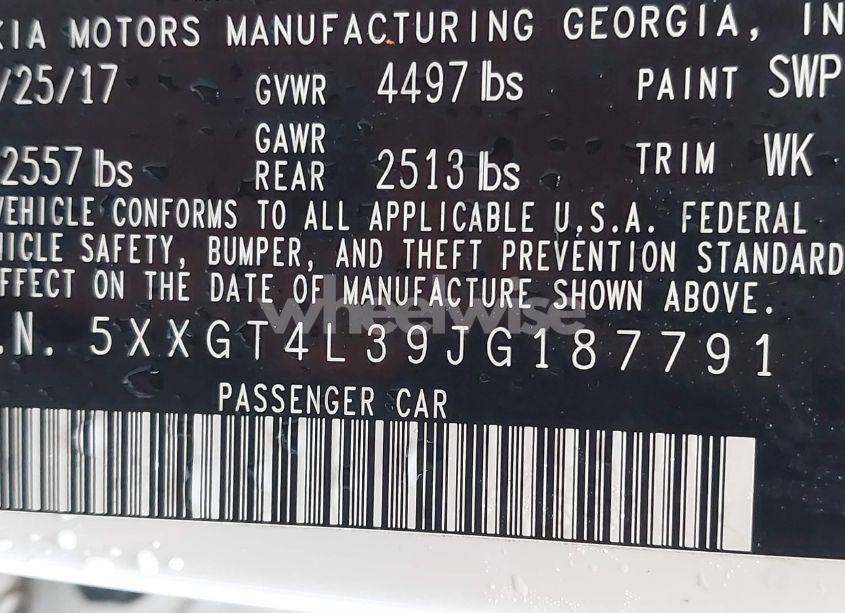 KIA MOTORS MANUFACTURING GEORGIA, IN
/25/17 GVWR 4497 lbs PAINT SWP
2557 lbs GAWR REAR 2513 lbs TRIM WK
VEHICLE CONFORMS TO ALL APPLICABLE U.S.A. FEDERAL
HICLE SAFETY, BUMPER, AND THEFT PREVENTION STANDARD
EFFECT ON THE DATE OF MANUFACTURE SHOWN ABOVE.
wheelwise
.N. 5XXGT4L39JG187791
PASSENGER CAR